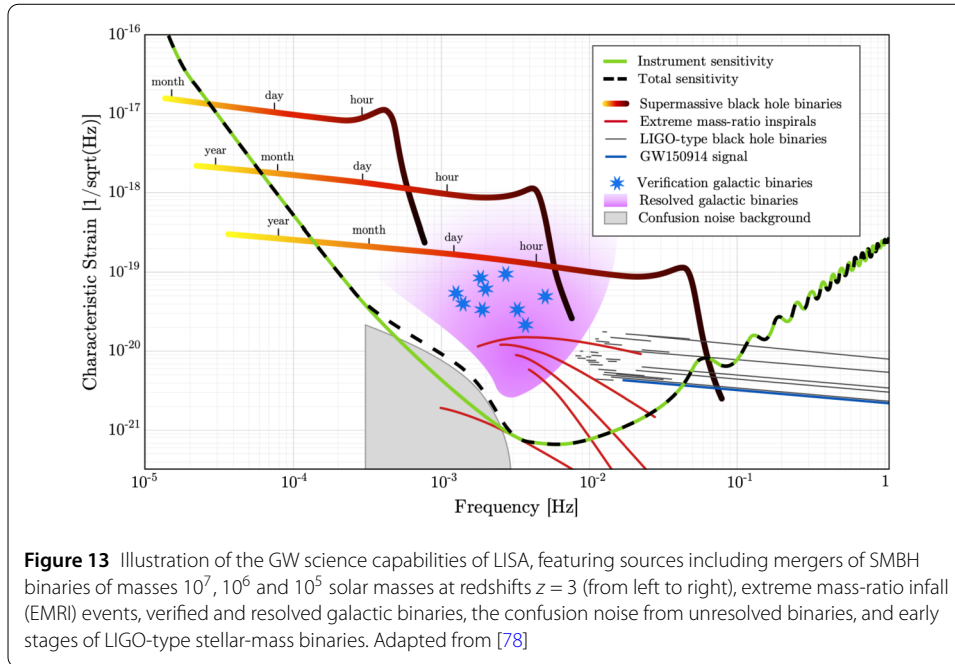 10⁻¹⁶
10⁻¹⁷
10⁻¹⁸
10⁻¹⁹
10⁻²⁰
10⁻²¹
Characteristic Strain [1/sqrt(Hz)]
month
day
hour
year
month
day
hour
year
month
day
hour
Instrument sensitivity
Total sensitivity
Supermassive black hole binaries
Extreme mass-ratio inspirals
LIGO-type black hole binaries
GW150914 signal
Verification galactic binaries
Resolved galactic binaries
Confusion noise background
10⁻⁵
10⁻⁴
10⁻³
10⁻²
10⁻¹
1
Frequency [Hz]
Figure 13 Illustration of the GW science capabilities of LISA, featuring sources including mergers of SMBH
binaries of masses 10⁷, 10⁶ and 10⁵ solar masses at redshifts z = 3 (from left to right), extreme mass-ratio infall
(EMRI) events, verified and resolved galactic binaries, the confusion noise from unresolved binaries, and early
stages of LIGO-type stellar-mass binaries. Adapted from [78]